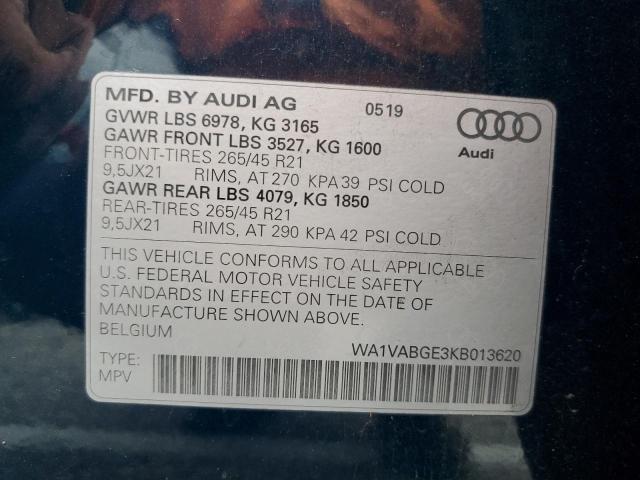 MFD. BY AUDI AG 0519
GVWR LBS 6978, KG 3165
GAWR FRONT LBS 3527, KG 1600
Audi
FRONT-TIRES 265/45 R21
9,5JX21 RIMS, AT 270 KPA 39 PSI COLD
GAWR REAR LBS 4079, KG 1850
REAR-TIRES 265/45 R21
9,5JX21 RIMS, AT 290 KPA 42 PSI COLD
THIS VEHICLE CONFORMS TO ALL APPLICABLE
U.S. FEDERAL MOTOR VEHICLE SAFETY
STANDARDS IN EFFECT ON THE DATE OF
MANUFACTURE SHOWN ABOVE.
BELGIUM
WA1VABGE3KB013620
TYPE:
MPV